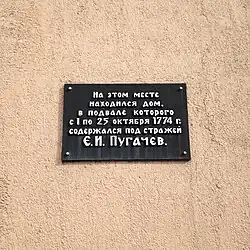 На этом месте
находился дом,
в подвале которого
с 1 по 25 октября 1774 г.
содержался под стражей
Е.И. Пугачев.